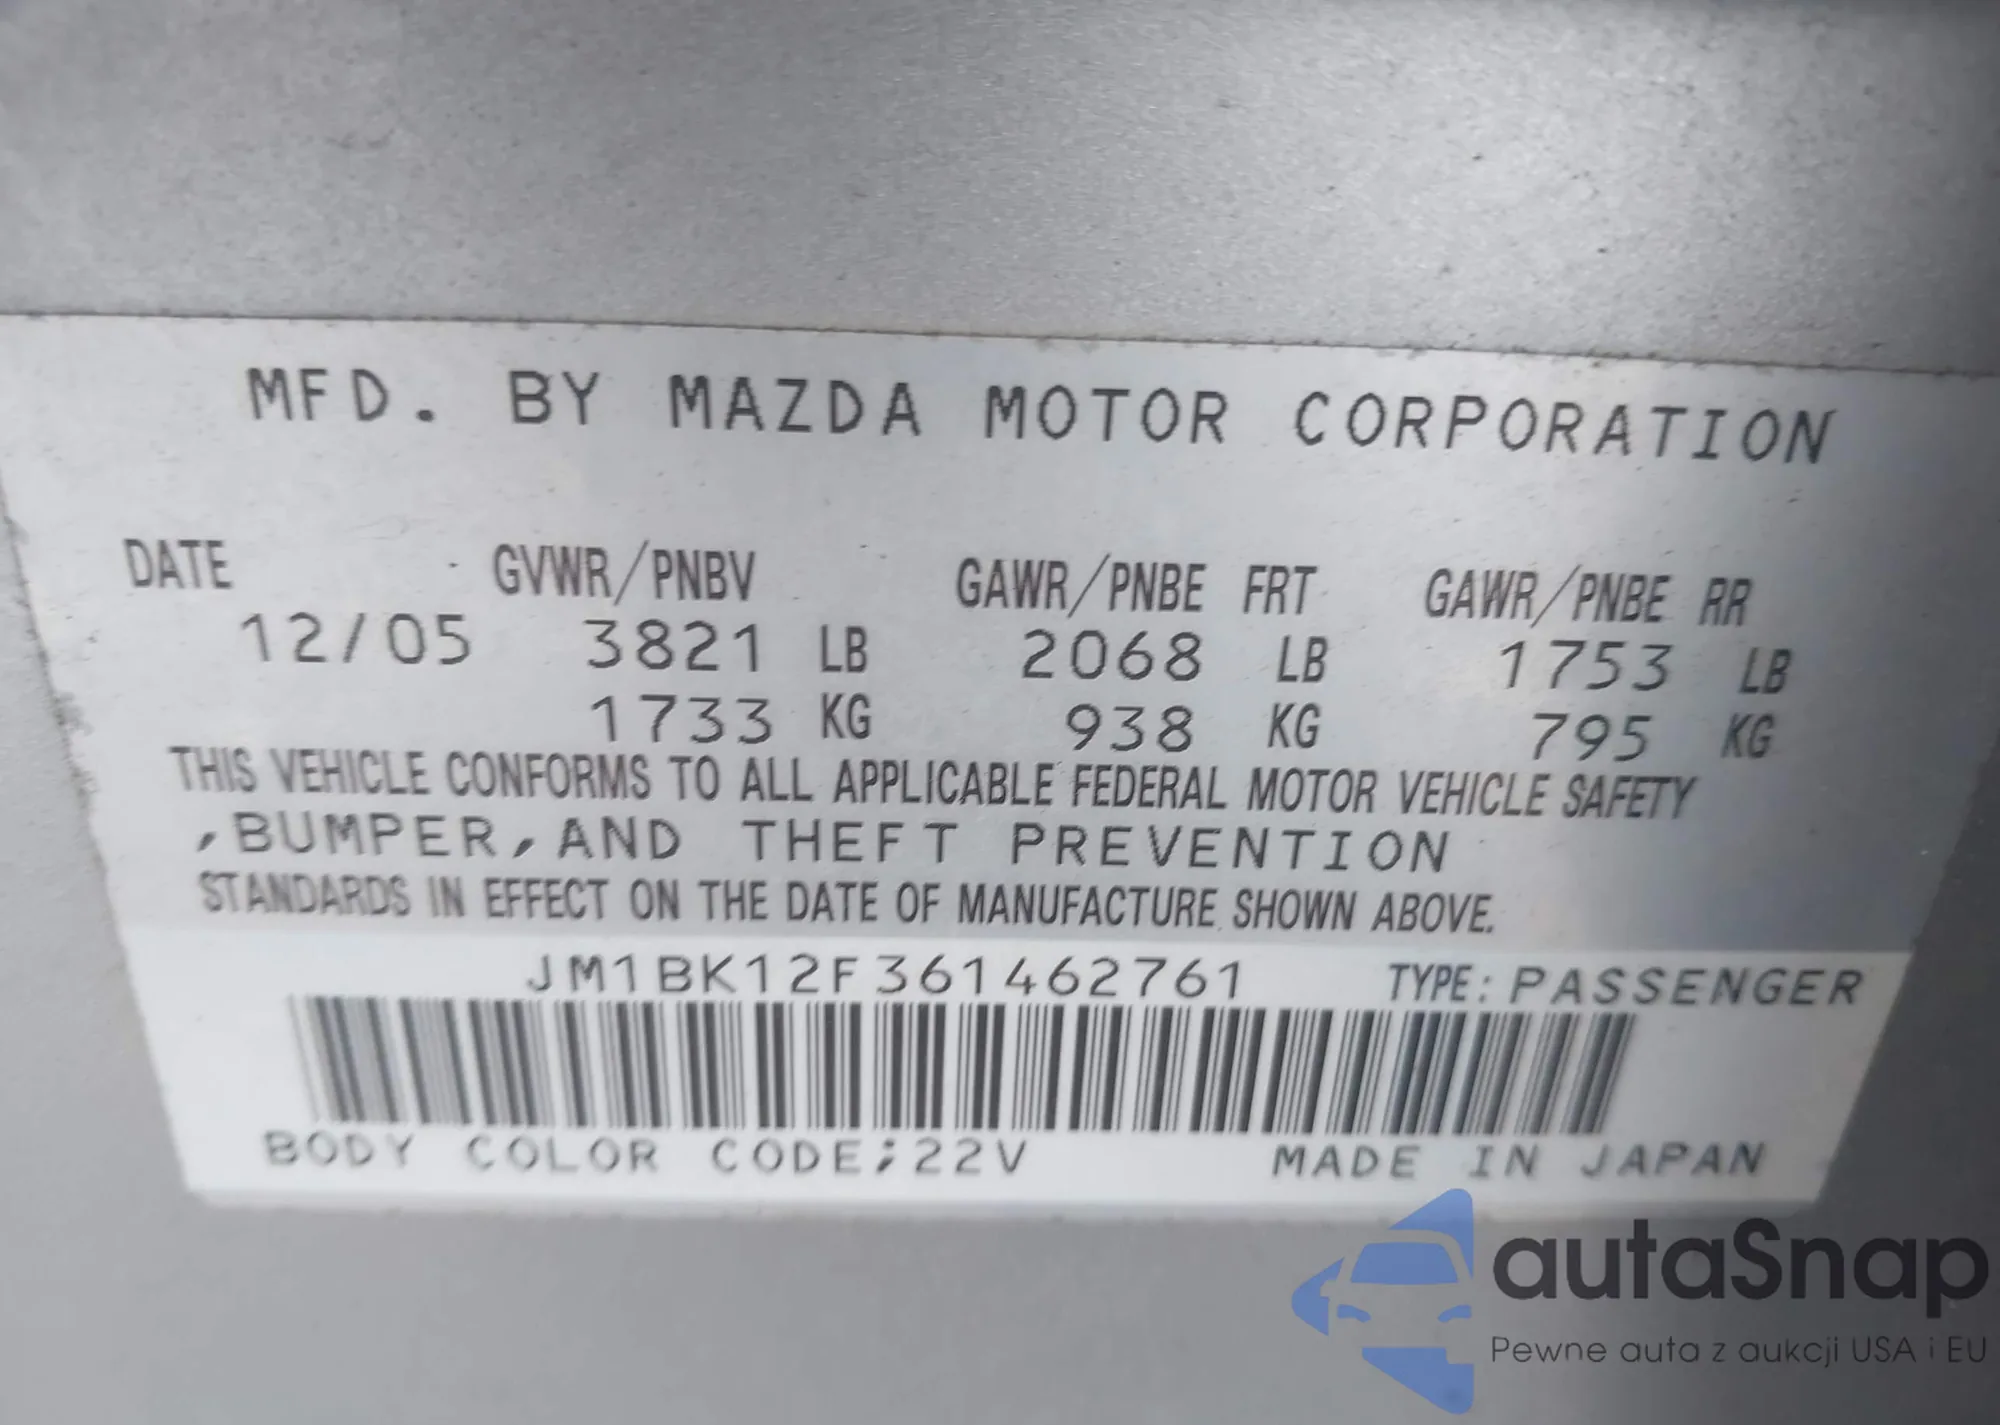 MFD. BY MAZDA MOTOR CORPORATION
DATE GVWR/PNBV GAWR/PNBE FRT GAWR/PNBE RR
12/05 3821 LB 2068 LB 1753 LB
1733 KG 938 KG 795 KG
THIS VEHICLE CONFORMS TO ALL APPLICABLE FEDERAL MOTOR VEHICLE SAFETY
,BUMPER,AND THEFT PREVENTION
STANDARDS IN EFFECT ON THE DATE OF MANUFACTURE SHOWN ABOVE.
JM1BK12F361462761 TYPE: PASSENGER
BODY COLOR CODE;22V MADE IN JAPAN
autaSnap
Pewne auta z aukcji USA i EU